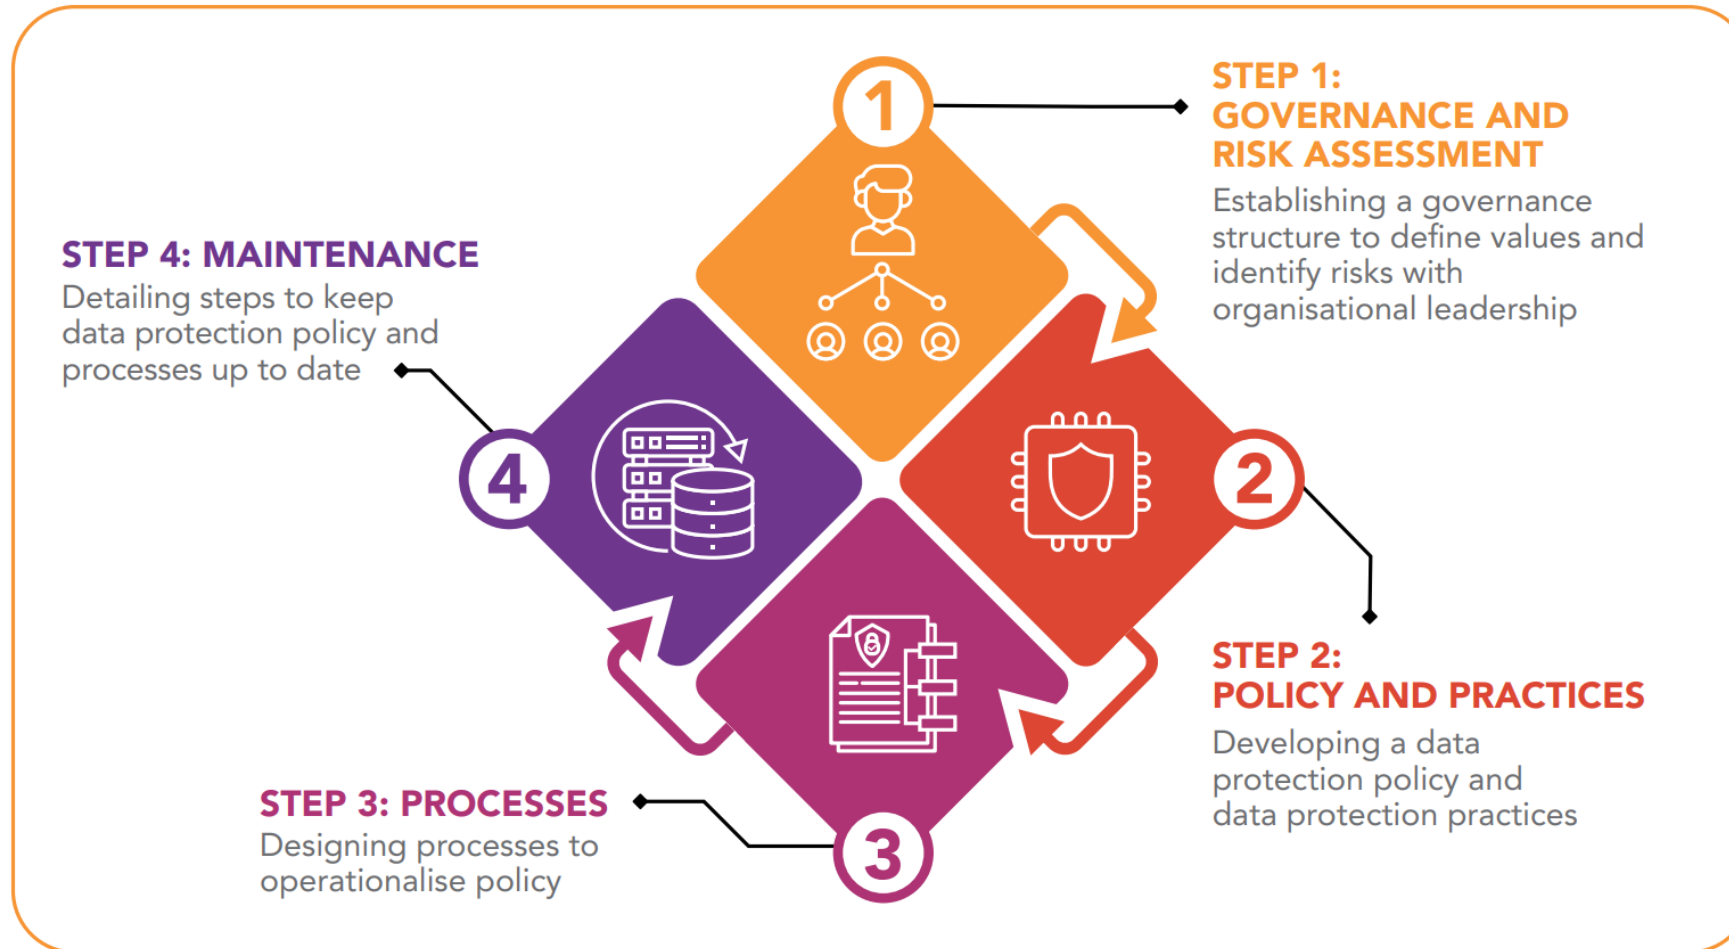 1
STEP 1:
GOVERNANCE AND
RISK ASSESSMENT
Establishing a governance
structure to define values and
identify risks with
organisational leadership
2
STEP 2:
POLICY AND PRACTICES
Developing a data
protection policy and
data protection practices
3
STEP 3: PROCESSES
Designing processes to
operationalise policy
4
STEP 4: MAINTENANCE
Detailing steps to keep
data protection policy and
processes up to date